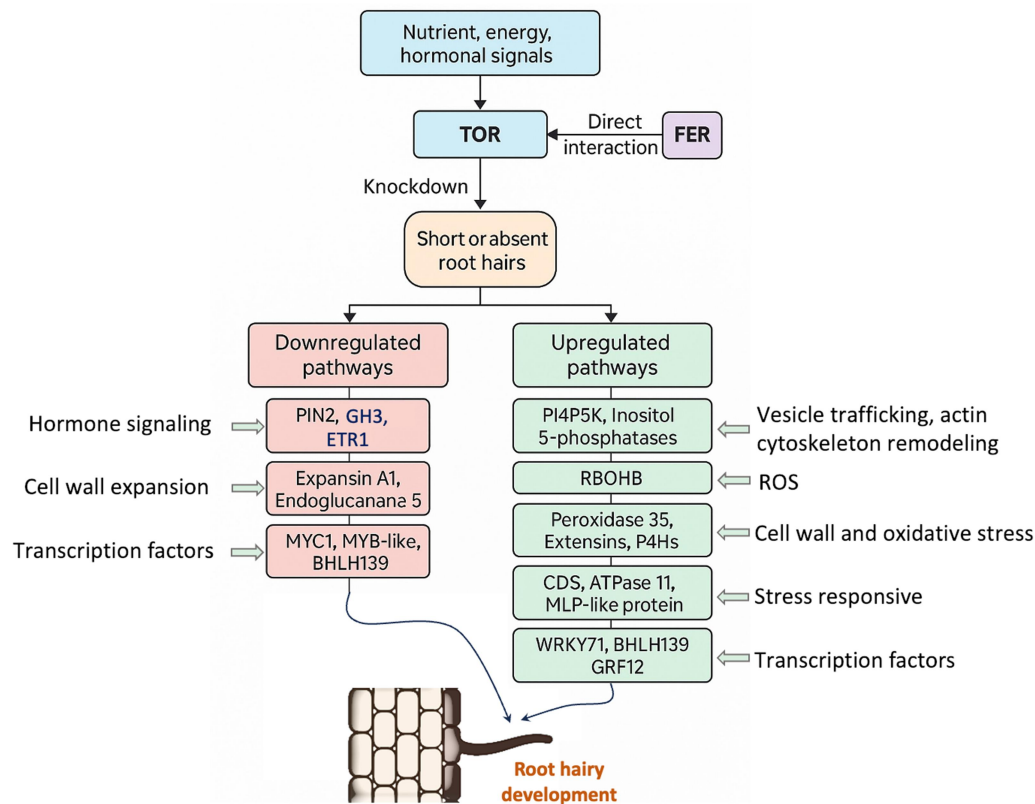 Nutrient, energy,
hormonal signals
TOR
Direct
interaction
FER
Knockdown
Short or absent
root hairs
Downregulated
pathways
Upregulated
pathways
Hormone signaling
PIN2, GH3,
ETR1
PI4P5K, Inositol
5-phosphatases
Vesicle trafficking, actin
cytoskeleton remodeling
Cell wall expansion
Expansin A1,
Endoglucanana 5
RBOHB
ROS
Transcription factors
MYC1, MYB-like,
BHLH139
Peroxidase 35,
Extensins, P4Hs
Cell wall and oxidative stress
CDS, ATPase 11,
MLP-like protein
Stress responsive
WRKY71, BHLH139
GRF12
Transcription factors
Root hairy
development